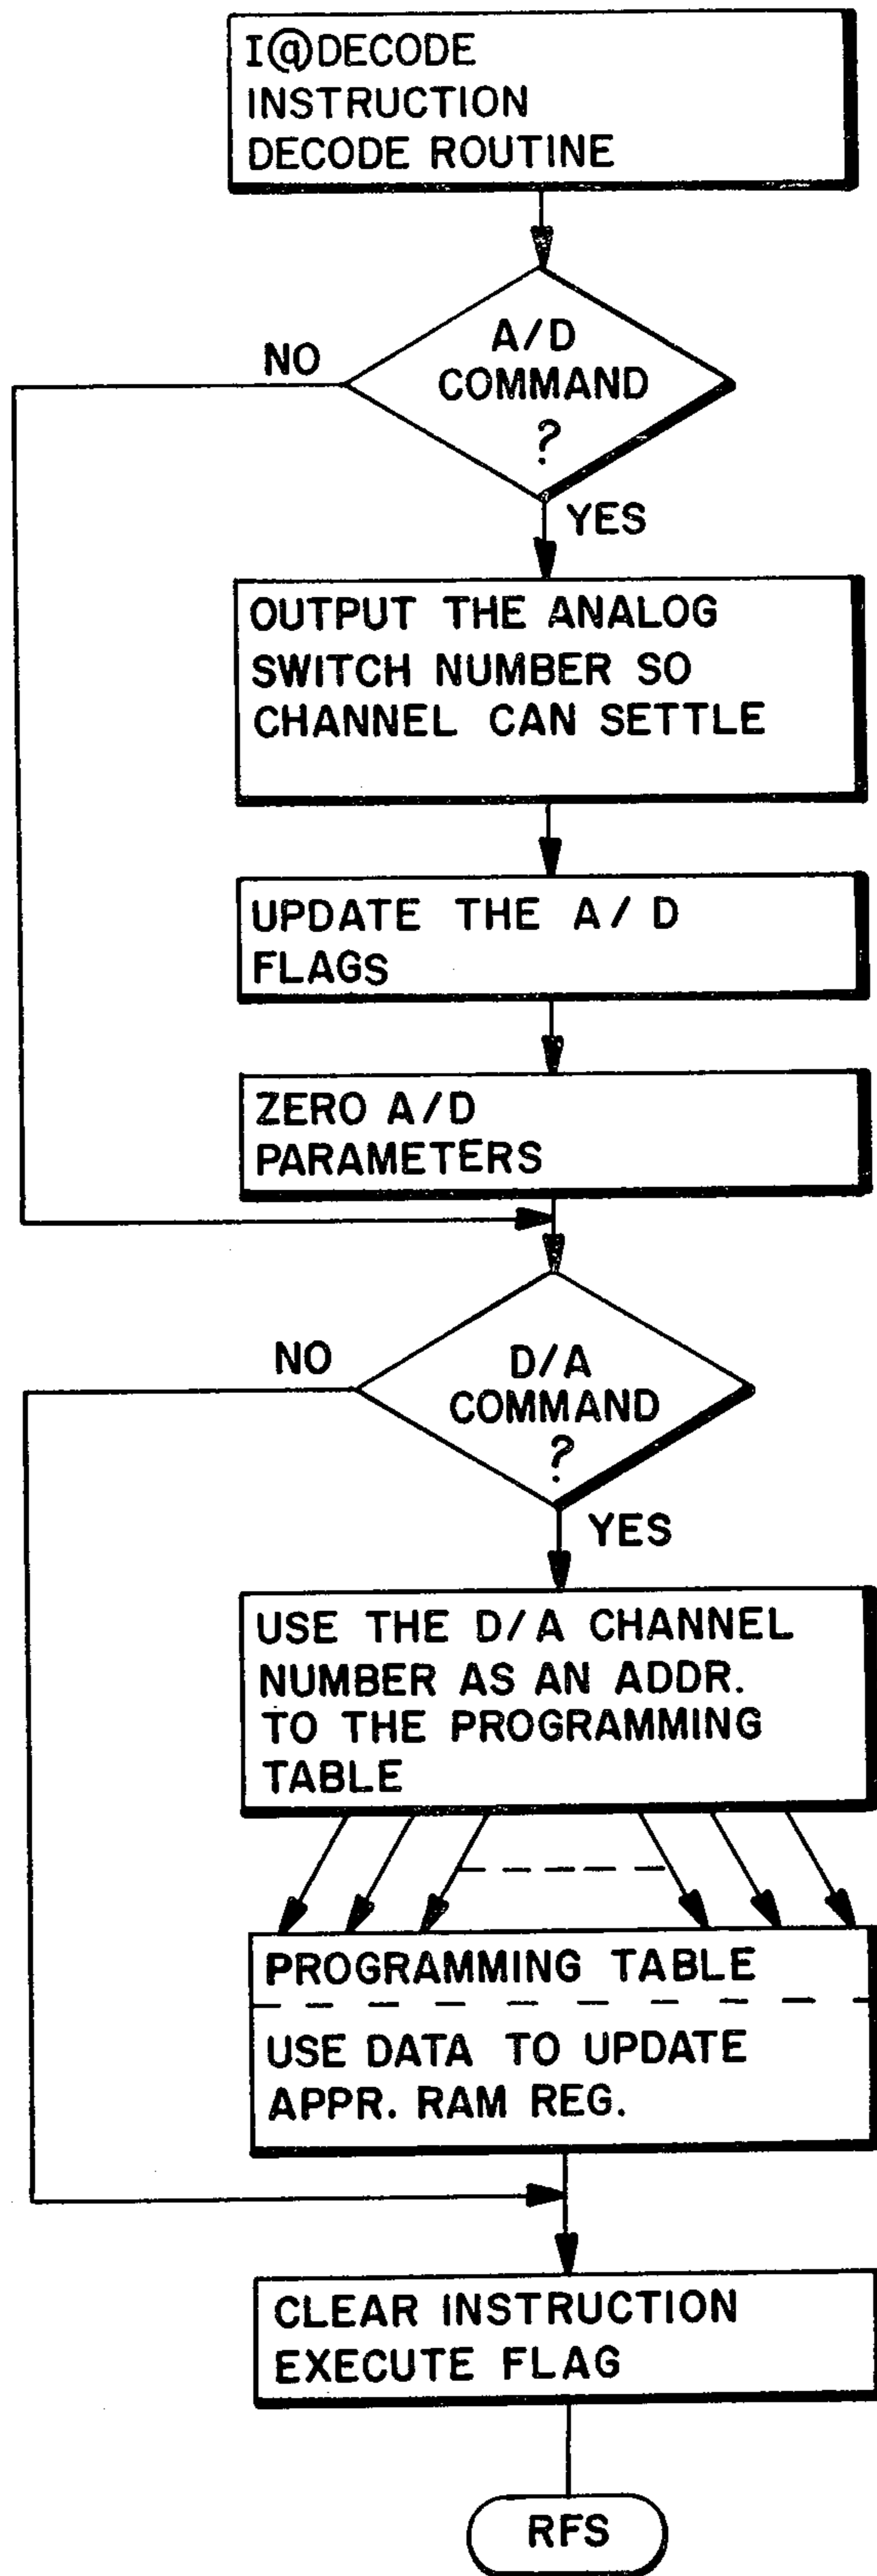 I@DECODE
INSTRUCTION
DECODE ROUTINE
A/D
COMMAND
?
NO
YES
OUTPUT THE ANALOG
SWITCH NUMBER SO
CHANNEL CAN SETTLE
UPDATE THE A/D
FLAGS
ZERO A/D
PARAMETERS
D/A
COMMAND
?
NO
YES
USE THE D/A CHANNEL
NUMBER AS AN ADDR.
TO THE PROGRAMMING
TABLE
PROGRAMMING TABLE
USE DATA TO UPDATE
APPR. RAM REG.
CLEAR INSTRUCTION
EXECUTE FLAG
RFS